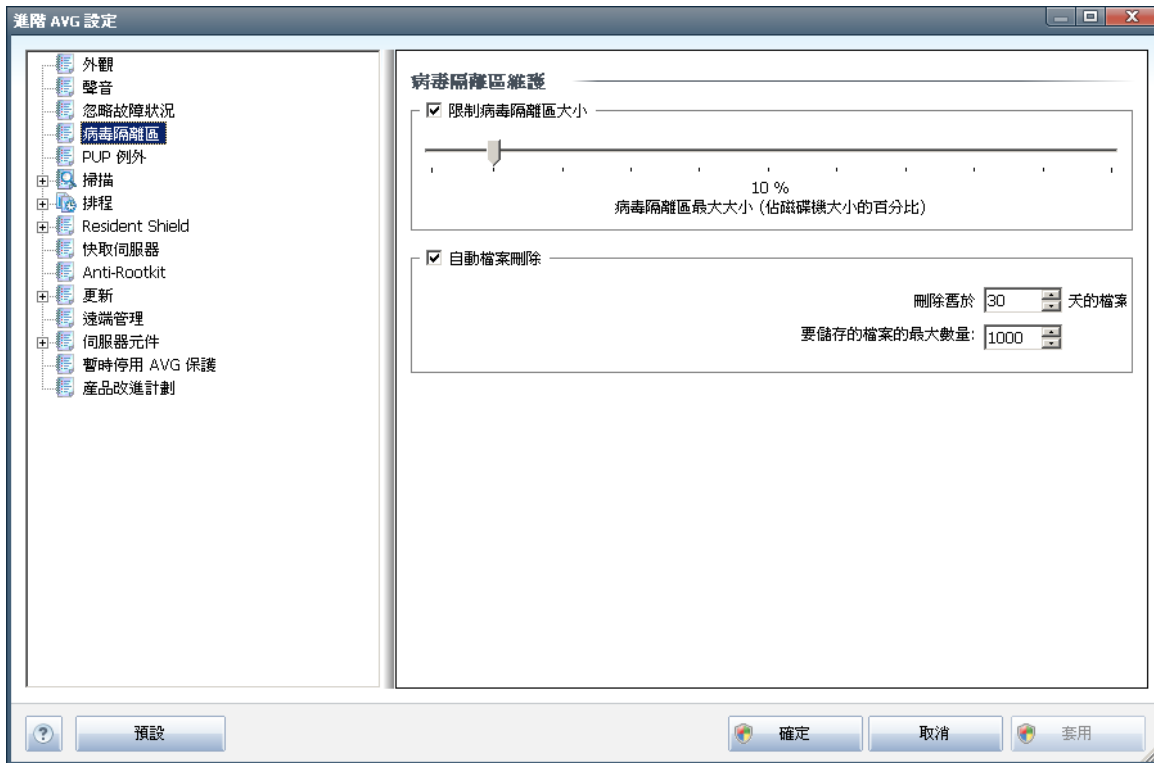 進階 AVG 設定
外觀
聲音
忽略故障狀況
病毒隔離區
PUP 例外
掃描
排程
Resident Shield
快取伺服器
Anti-Rootkit
更新
遠端管理
伺服器元件
暫時停用 AVG 保護
產品改進計劃
病毒隔離區維護
限制病毒隔離區大小
10 %
病毒隔離區最大大小 (佔磁碟機大小的百分比)
自動檔案刪除
刪除舊於 30 天的檔案
要儲存的檔案的最大數量: 1000
? 預設 確定 取消 套用